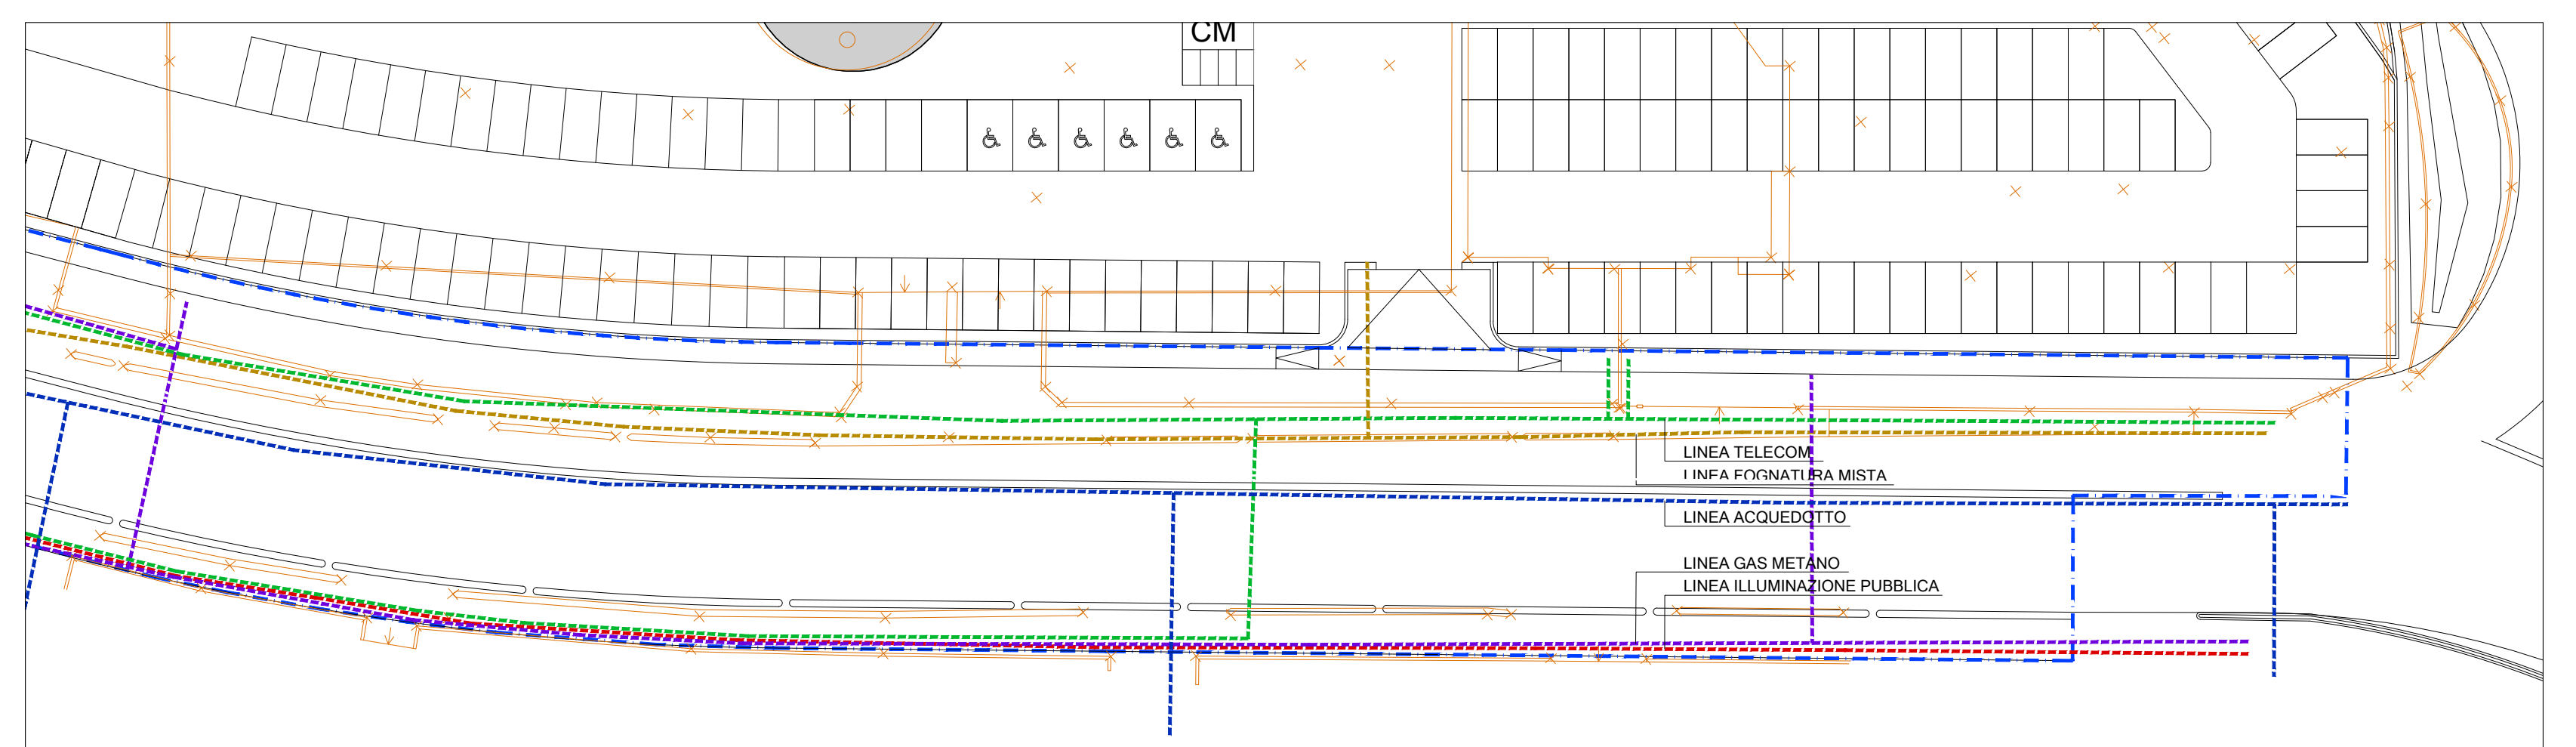 CM
LINEA TELECOM
LINEA FOGNATURA MISTA
LINEA ACQUEDOTTO
LINEA GAS METANO
LINEA ILLUMINAZIONE PUBBLICA